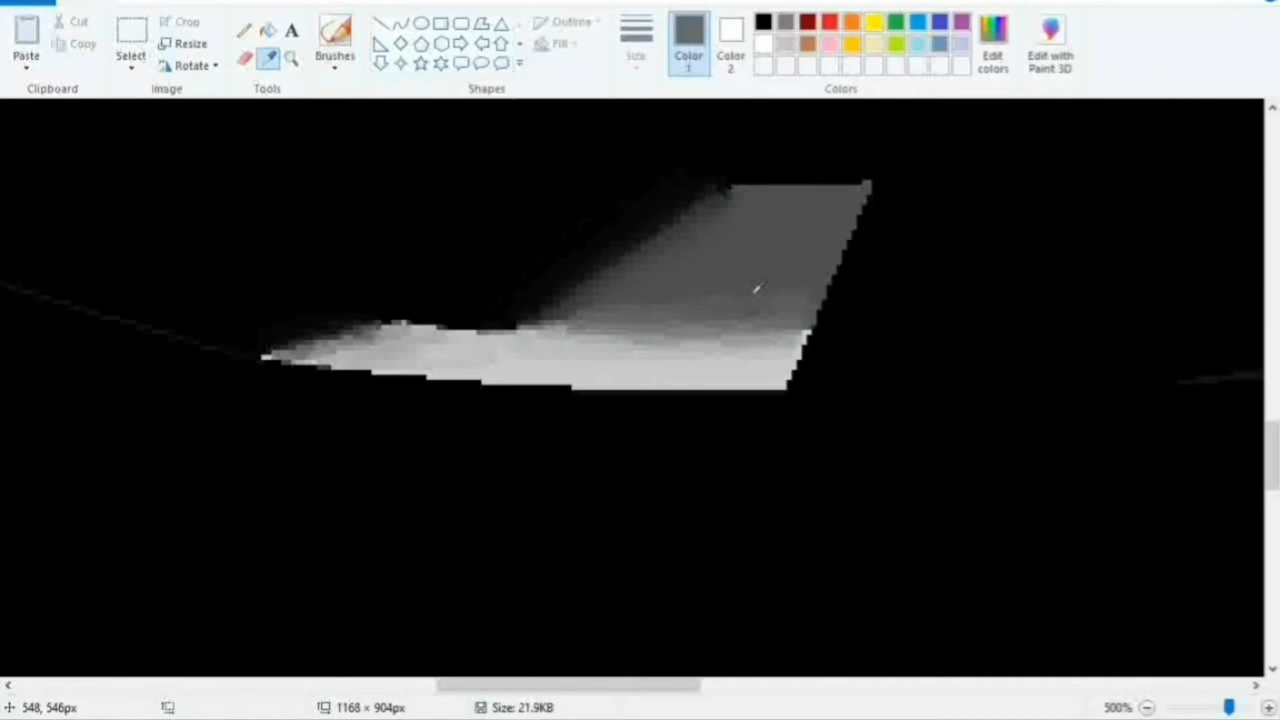 Cut Crop Outline
Copy Resize Fill
Paste Select Rotate Brushes Size Color 1 Color 2 Edit colors Edit with Paint 3D
Clipboard Image Tools Shapes Colors
548, 546px 1168 × 904px Size: 21.9KB 500%